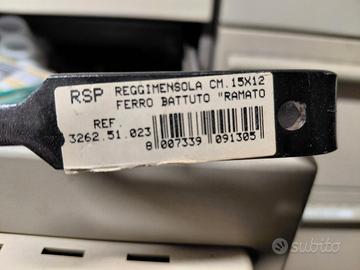 RSP REGGIMENSOLA CM.15X12
FERRO BATTUTO "RAMATO
REF.
3262.51.023
8 007339 091305
subito